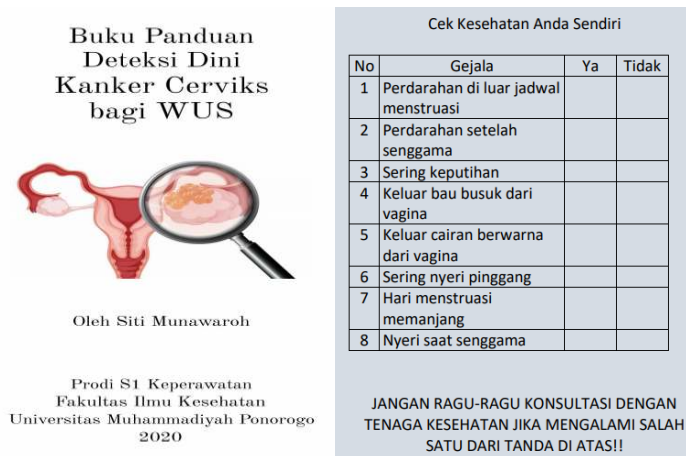 Buku Panduan
Deteksi Dini
Kanker Cerviks
bagi WUS
Oleh Siti Munawaroh
Prodi S1 Keperawatan
Fakultas Ilmu Kesehatan
Universitas Muhammadiyah Ponorogo
2020
Cek Kesehatan Anda Sendiri
No Gejala Ya Tidak
1 Perdarahan di luar jadwal
menstruasi
2 Perdarahan setelah
senggama
3 Sering keputihan
4 Keluar bau busuk dari
vagina
5 Keluar cairan berwarna
dari vagina
6 Sering nyeri pinggang
7 Hari menstruasi
memanjang
8 Nyeri saat senggama
JANGAN RAGU-RAGU KONSULTASI DENGAN
TENAGA KESEHATAN JIKA MENGALAMI SALAH
SATU DARI TANDA DI ATAS!!